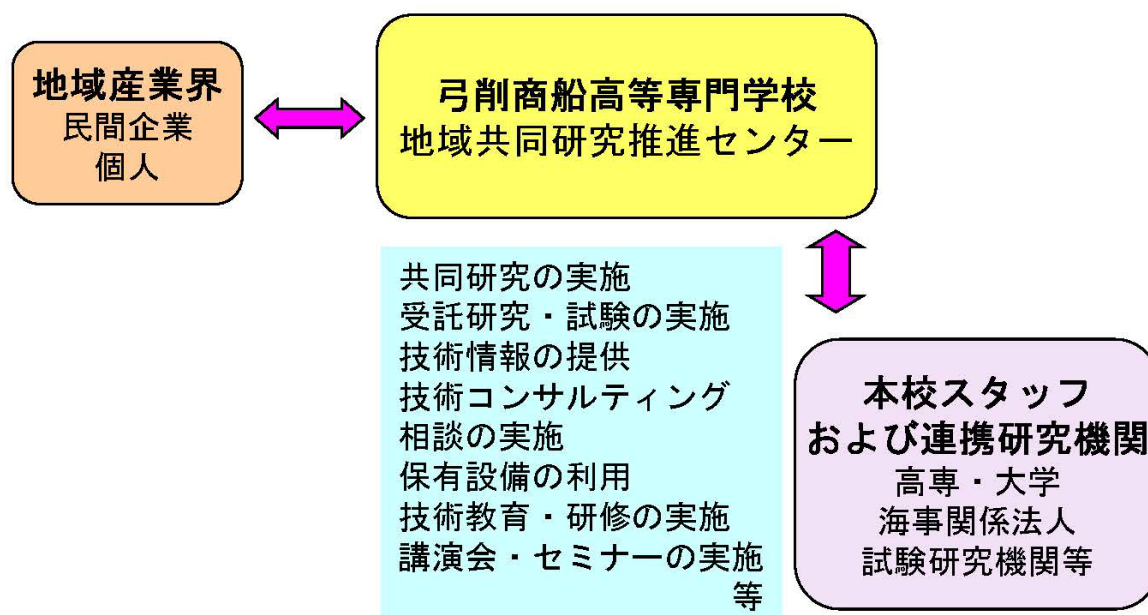 地域産業界
民間企業
個人
弓削商船高等専門学校
地域共同研究推進センター
共同研究の実施
受託研究・試験の実施
技術情報の提供
技術コンサルティング
相談の実施
保有設備の利用
技術教育・研修の実施
講演会・セミナーの実施
等
本校スタッフ
および連携研究機関
高専・大学
海事関係法人
試験研究機関等